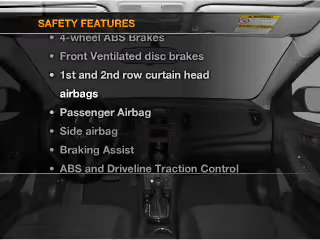 SAFETY FEATURES
• 4-wheel ABS Brakes
• Front Ventilated disc brakes
• 1st and 2nd row curtain head
airbags
• Passenger Airbag
• Side airbag
• Braking Assist
• ABS and Driveline Traction Control